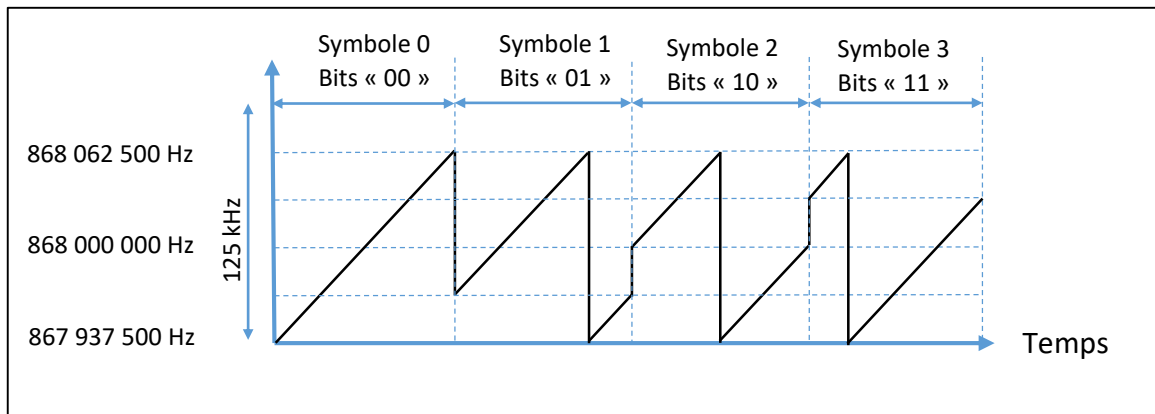 Symbole 0
Bits « 00 »
Symbole 1
Bits « 01 »
Symbole 2
Bits « 10 »
Symbole 3
Bits « 11 »
868 062 500 Hz
868 000 000 Hz
867 937 500 Hz
125 kHz
Temps